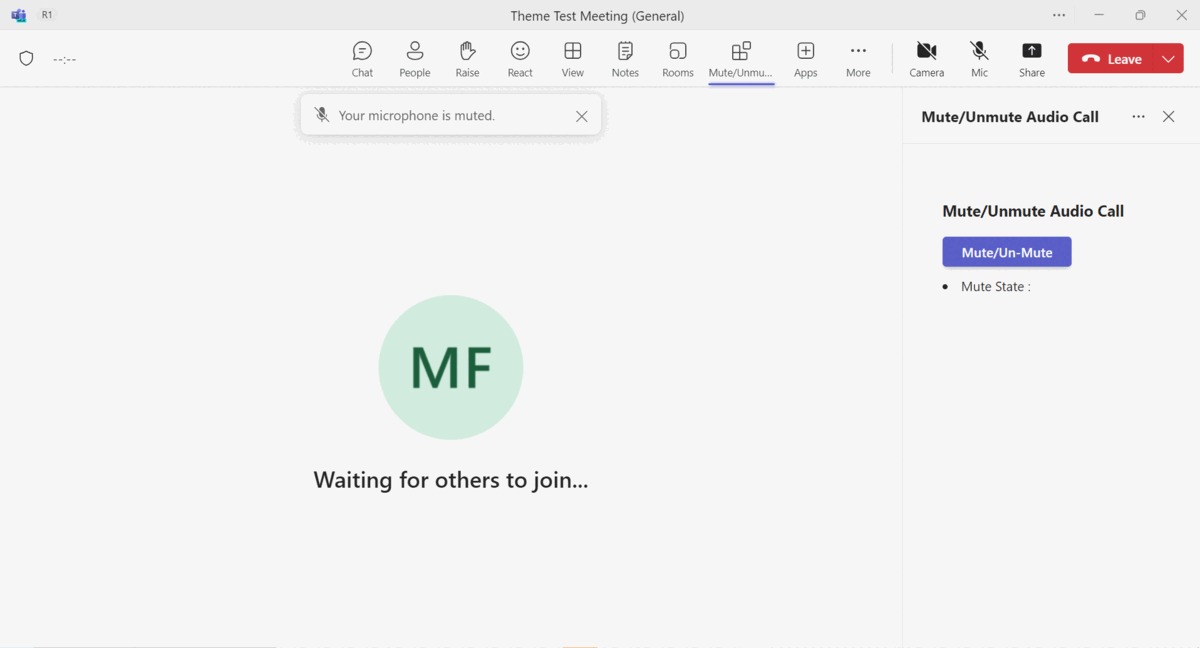 R1
Theme Test Meeting (General)
--:--
Chat People Raise React View Notes Rooms Mute/Unmu... Apps More Camera Mic Share Leave
Your microphone is muted.
Mute/Unmute Audio Call
Mute/Unmute Audio Call
Mute/Un-Mute
Mute State :
MF
Waiting for others to join...